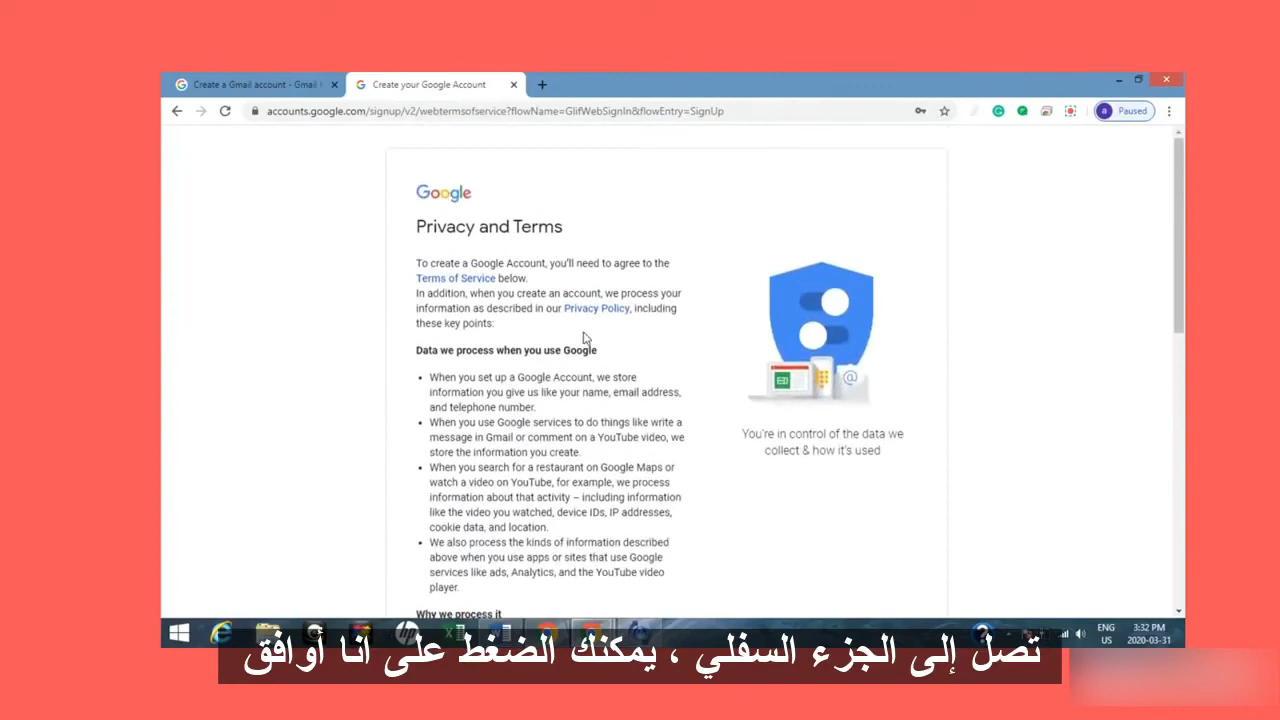 Create a Gmail account - Gmail
Create your Google Account
accounts.google.com/signup/v2/webtermsofservice?flowName=GlifWebSignIn&flowEntry=SignUp
a Paused
Google
Privacy and Terms
To create a Google Account, you'll need to agree to the
Terms of Service below.
In addition, when you create an account, we process your
information as described in our Privacy Policy, including
these key points:
Data we process when you use Google
• When you set up a Google Account, we store
information you give us like your name, email address,
and telephone number.
• When you use Google services to do things like write a
message in Gmail or comment on a YouTube video, we
store the information you create.
• When you search for a restaurant on Google Maps or
watch a video on YouTube, for example, we process
information about that activity – including information
like the video you watched, device IDs, IP addresses,
cookie data, and location.
• We also process the kinds of information described
above when you use apps or sites that use Google
services like ads, Analytics, and the YouTube video
player.
Why we process it
@
You're in control of the data we
collect & how it's used
hp
ENG
US
3:32 PM
2020-03-31
تصل إلى الجزء السفلي ، يمكنك الضغط على انا أوافق